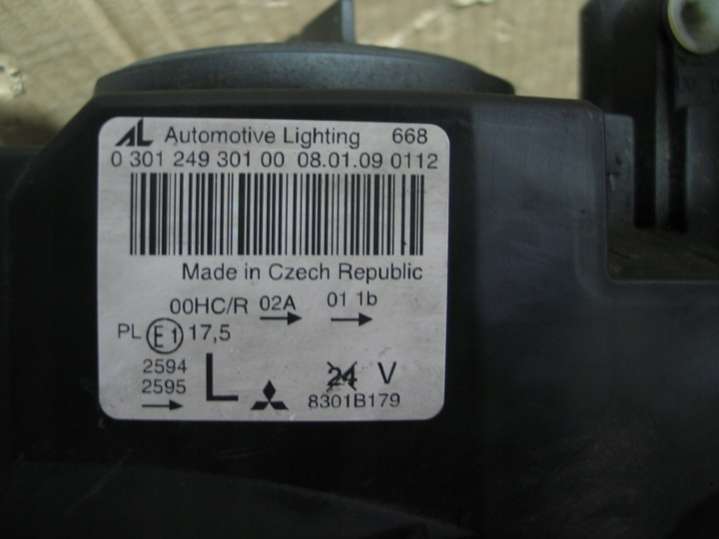 AL Automotive Lighting 668
0 301 249 301 00 08.01.09 0112
Made in Czech Republic
00HC/R 02A 01 1b
PL E1 17,5
2594
2595 L 24 V
8301B179